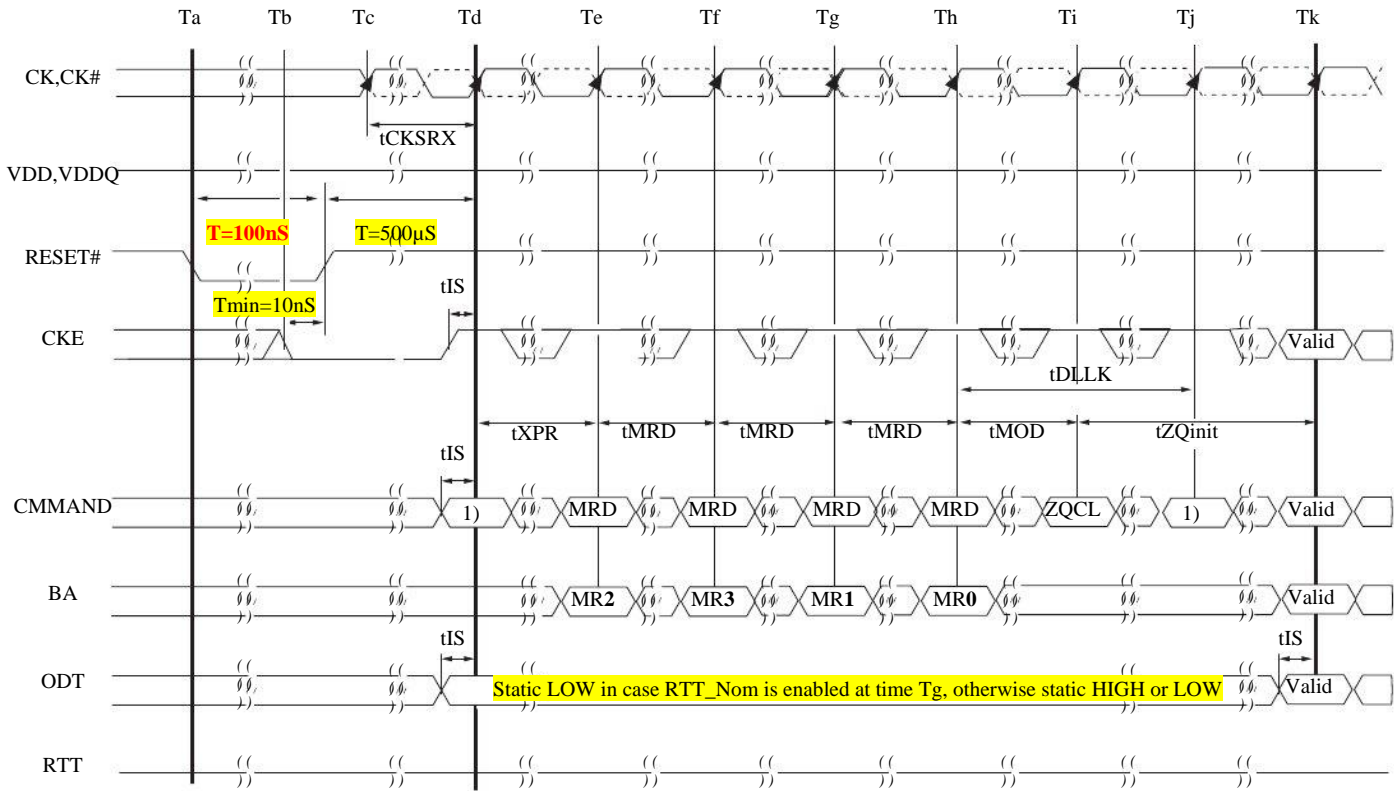 Ta Tb Tc Td Te Tf Tg Th Ti Tj Tk
CK,CK#
tCKSRX
VDD,VDDQ
T=100nS T=500µS
RESET#
Tmin=10nS tIS
CKE Valid
tDLLK
tXPR tMRD tMRD tMRD tMOD tZQinit
tIS
CMMAND 1) MRD MRD MRD MRD ZQCL 1) Valid
BA MR2 MR3 MR1 MR0 Valid
tIS tIS
ODT Static LOW in case RTT_Nom is enabled at time Tg, otherwise static HIGH or LOW Valid
RTT